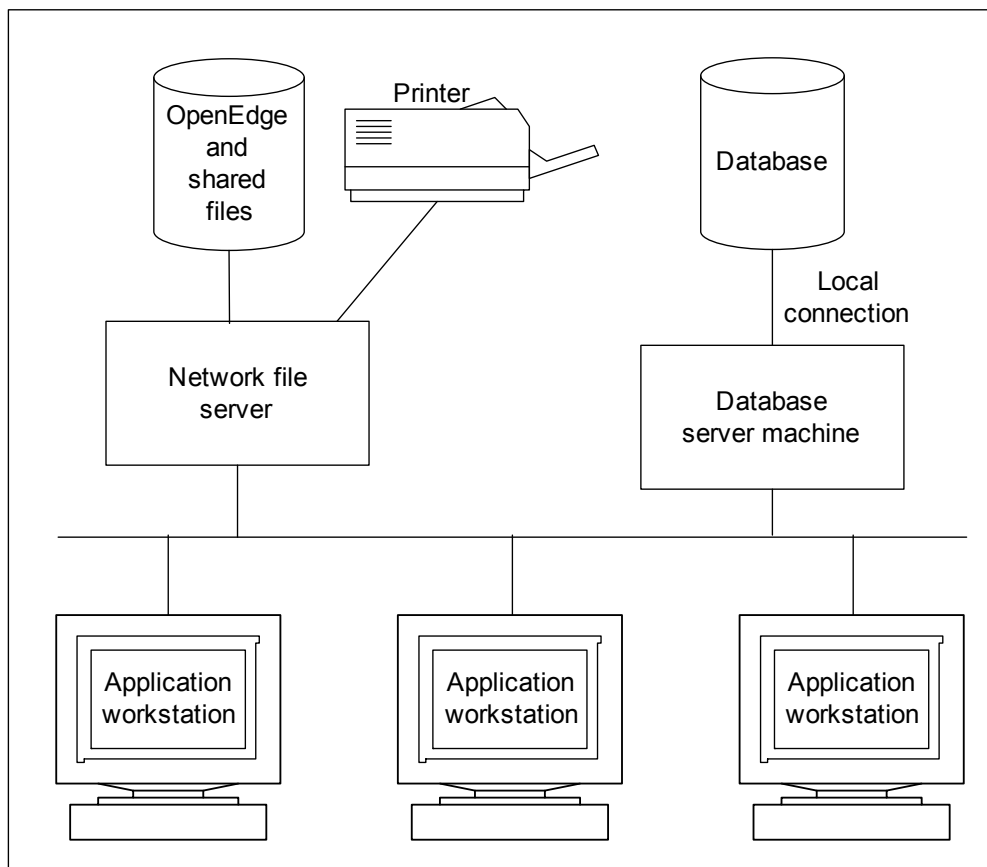 OpenEdge
and
shared
files
Printer
Database
Local
connection
Network file
server
Database
server machine
Application
workstation
Application
workstation
Application
workstation